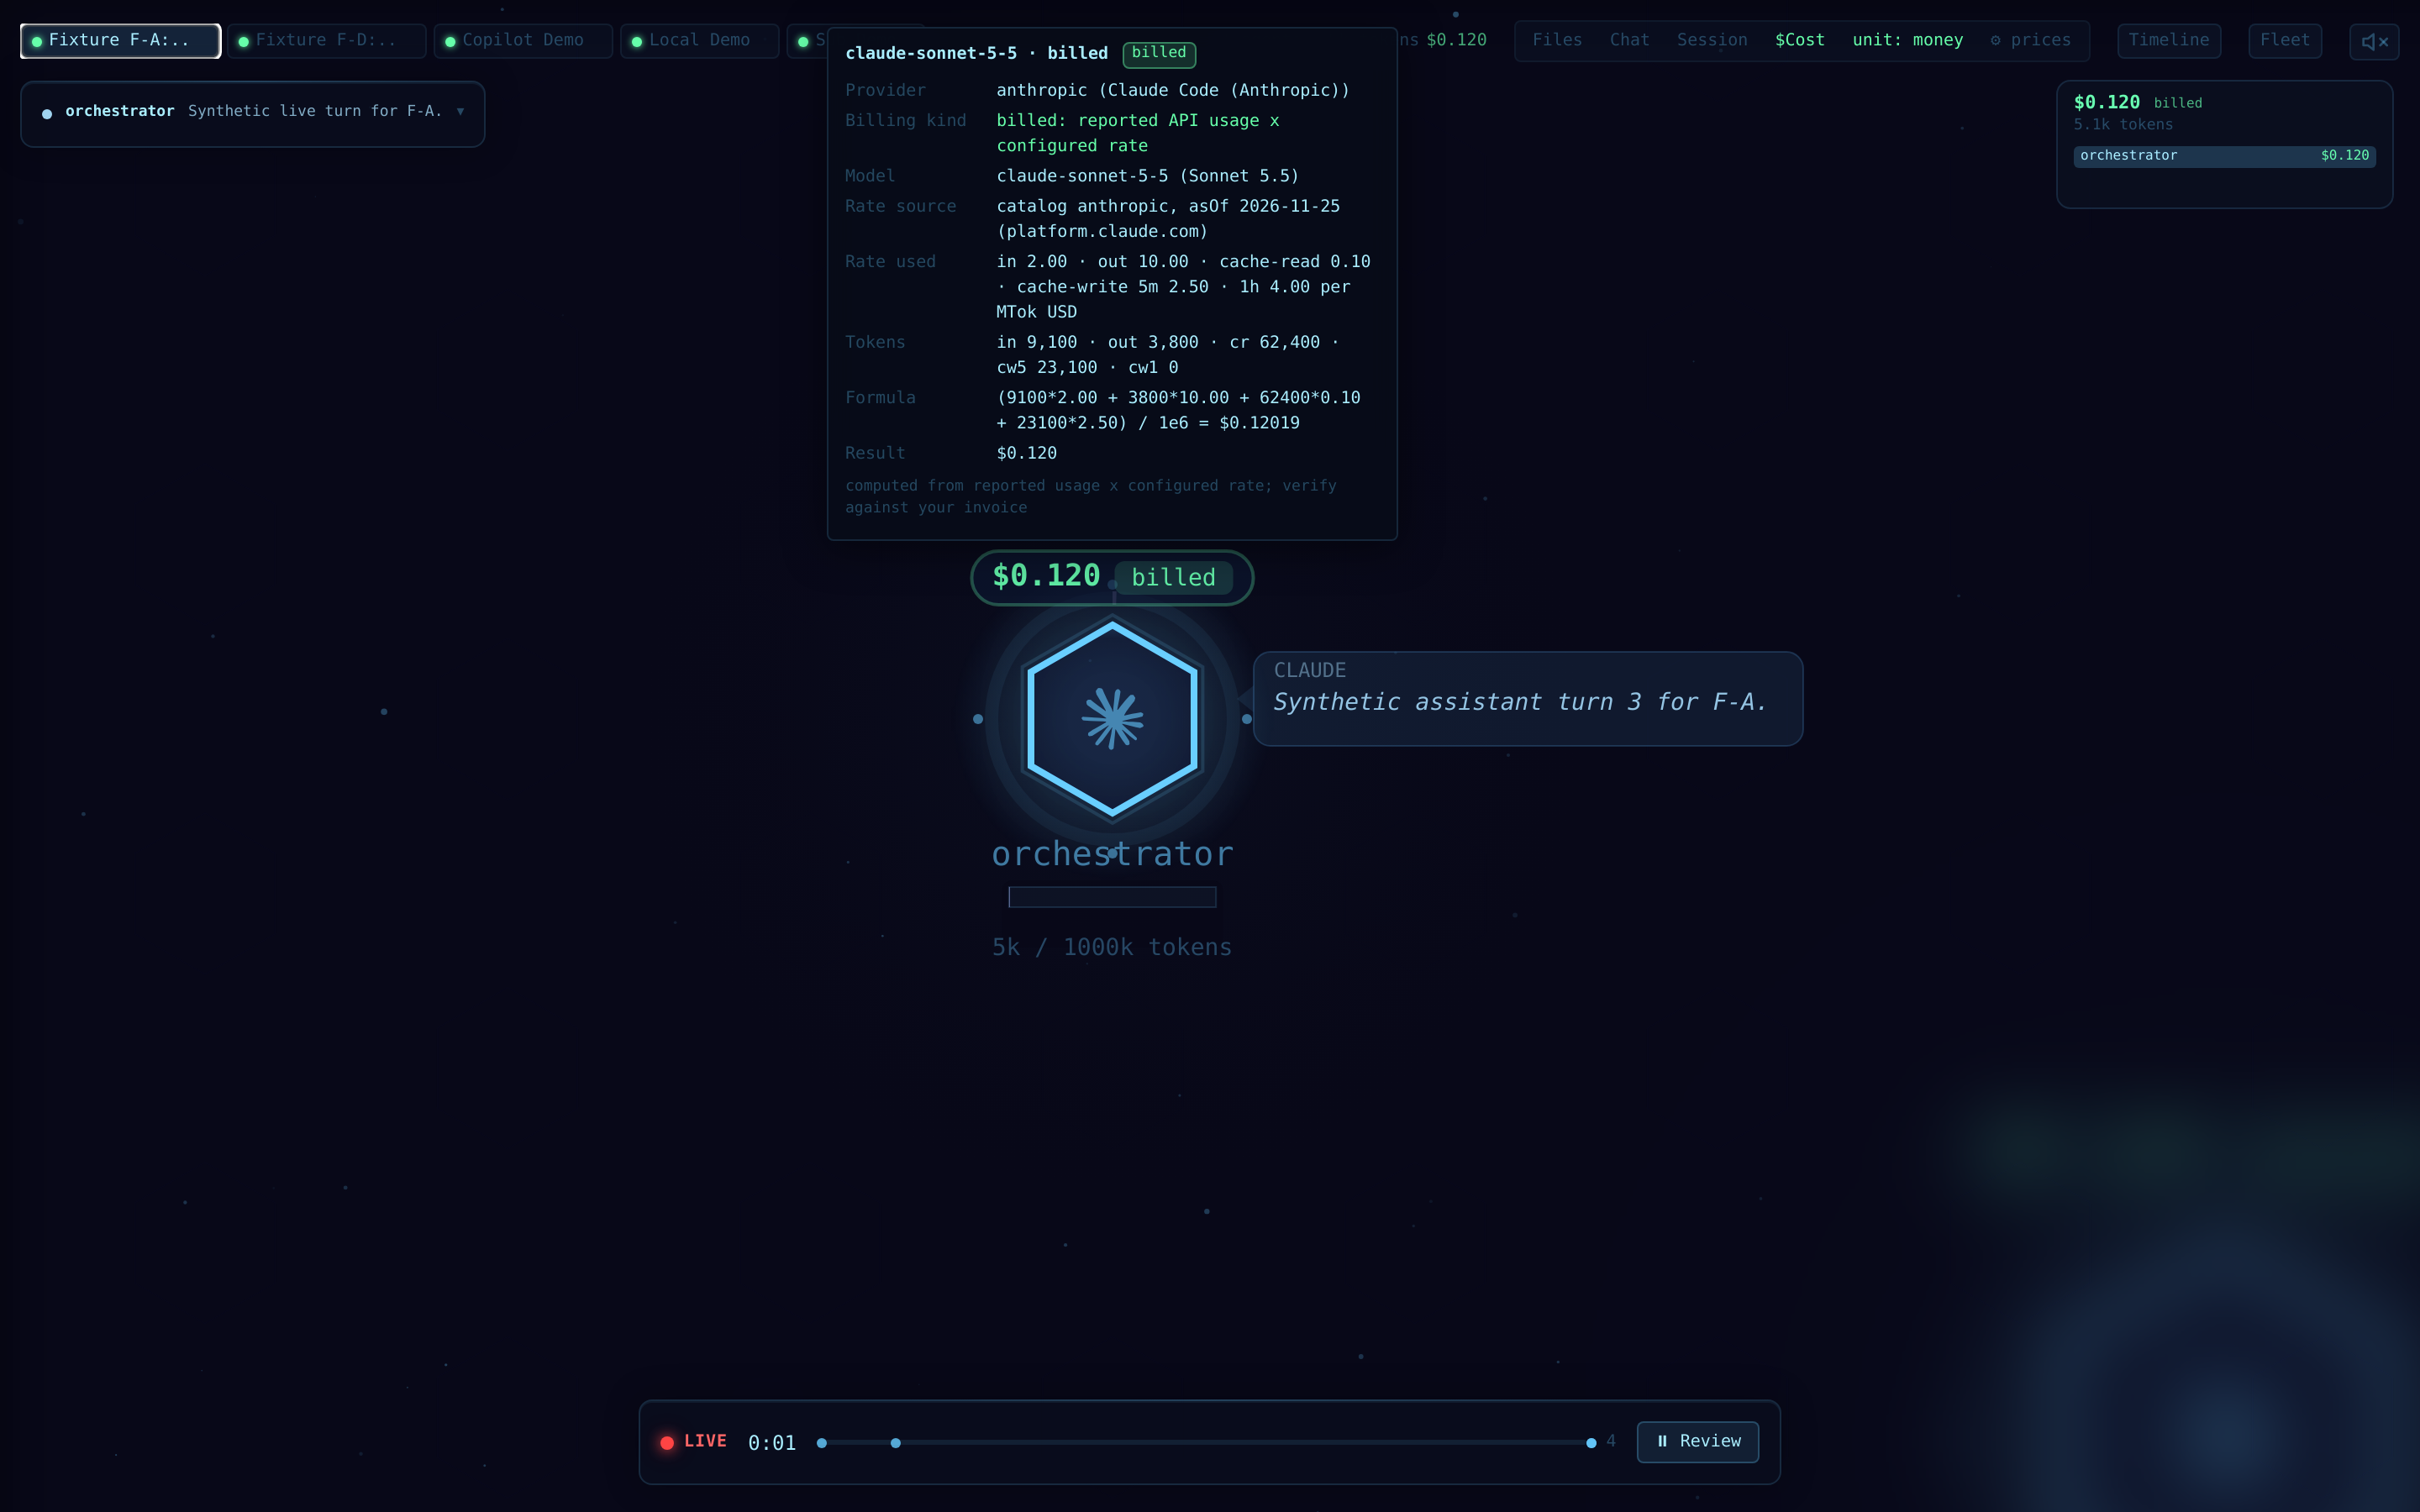 Fixture F-A:..
Fixture F-D:..
Copilot Demo
Local Demo
S
ns $0.120
Files
Chat
Session
$Cost
unit: money
⚙ prices
Timeline
Fleet
orchestrator Synthetic live turn for F-A. ▼
claude-sonnet-5-5 · billed billed
Provider anthropic (Claude Code (Anthropic))
Billing kind billed: reported API usage x
configured rate
Model claude-sonnet-5-5 (Sonnet 5.5)
Rate source catalog anthropic, asOf 2026-11-25
(platform.claude.com)
Rate used in 2.00 · out 10.00 · cache-read 0.10
· cache-write 5m 2.50 · 1h 4.00 per
MTok USD
Tokens in 9,100 · out 3,800 · cr 62,400 ·
cw5 23,100 · cw1 0
Formula (9100*2.00 + 3800*10.00 + 62400*0.10
+ 23100*2.50) / 1e6 = $0.12019
Result $0.120
computed from reported usage x configured rate; verify
against your invoice
$0.120 billed
5.1k tokens
orchestrator $0.120
$0.120 billed
CLAUDE
Synthetic assistant turn 3 for F-A.
orchestrator
5k / 1000k tokens
LIVE 0:01 4 Review